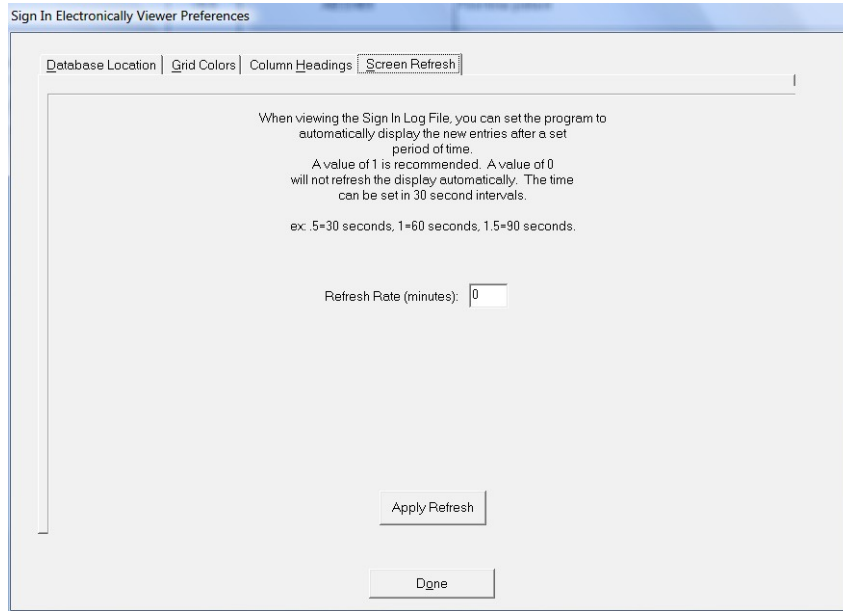 Sign In Electronically Viewer Preferences
Database Location Grid Colors Column Headings Screen Refresh
When viewing the Sign In Log File, you can set the program to
automatically display the new entries after a set
period of time.
A value of 1 is recommended. A value of 0
will not refresh the display automatically. The time
can be set in 30 second intervals.
ex: .5=30 seconds, 1=60 seconds, 1.5=90 seconds.
Refresh Rate (minutes): 0
Apply Refresh
Done